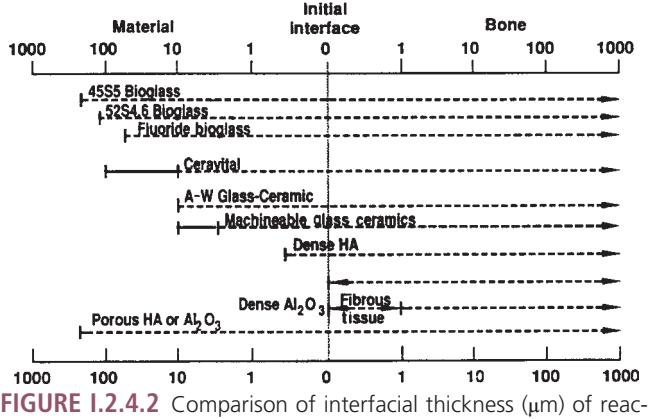 Material Initial interface Bone
1000 100 10 1 0 1 10 100 1000
45S5 Bioglass
52S4.6 Bioglass
Fluoride bioglass
Ceravital
A-W Glass-Ceramic
Machineable glass ceramics
Dense HA
Dense Al₂O₃ Fibrous tissue
Porous HA or Al₂O₃
1000 100 10 1 0 1 10 100 1000
FIGURE I.2.4.2 Comparison of interfacial thickness (μm) of reac-